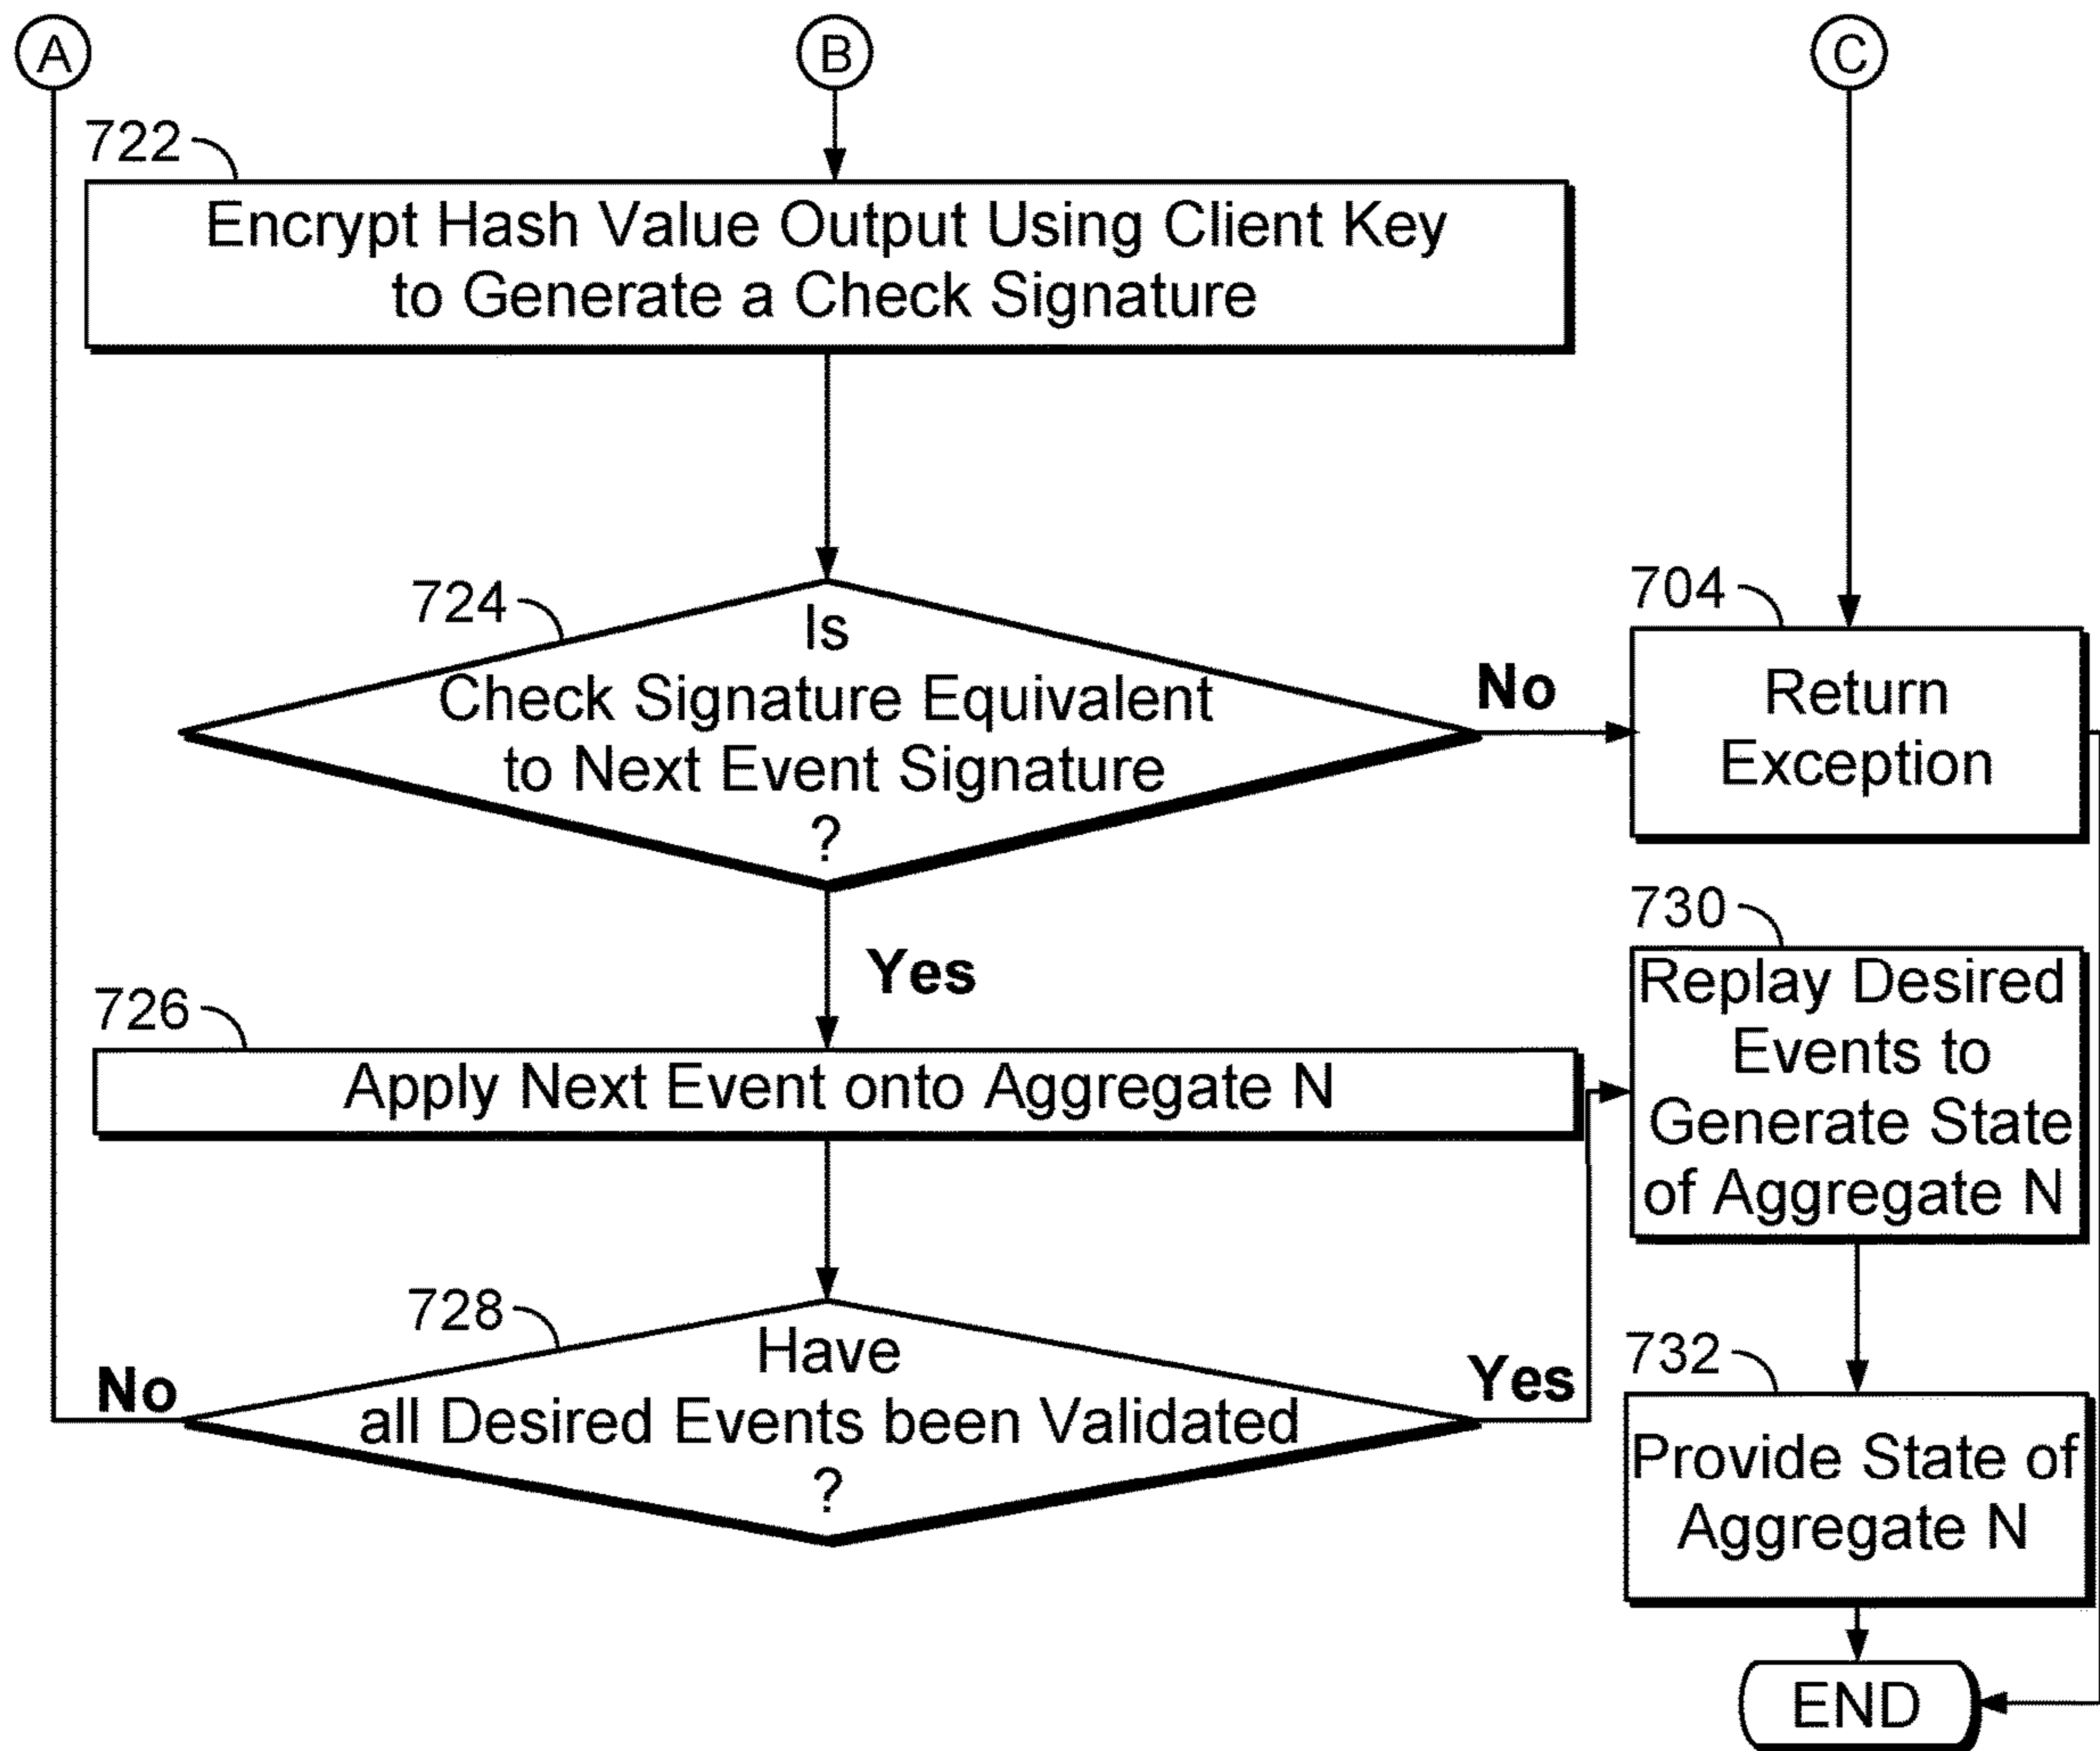 A
B
C
722
Encrypt Hash Value Output Using Client Key
to Generate a Check Signature
724
Is
Check Signature Equivalent
to Next Event Signature
?
No
704
Return
Exception
Yes
726
Apply Next Event onto Aggregate N
730
Replay Desired
Events to
Generate State
of Aggregate N
728
Have
all Desired Events been Validated
?
No
Yes
732
Provide State of
Aggregate N
END